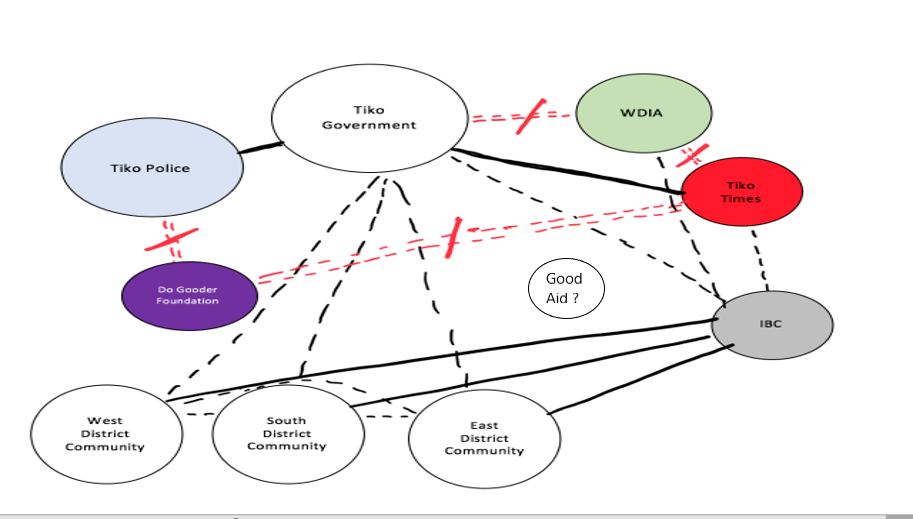 Tiko
Government
WDIA
Tiko Police
Tiko
Times
Do Gooder
Foundation
Good
Aid ?
IBC
West
District
Community
South
District
Community
East
District
Community